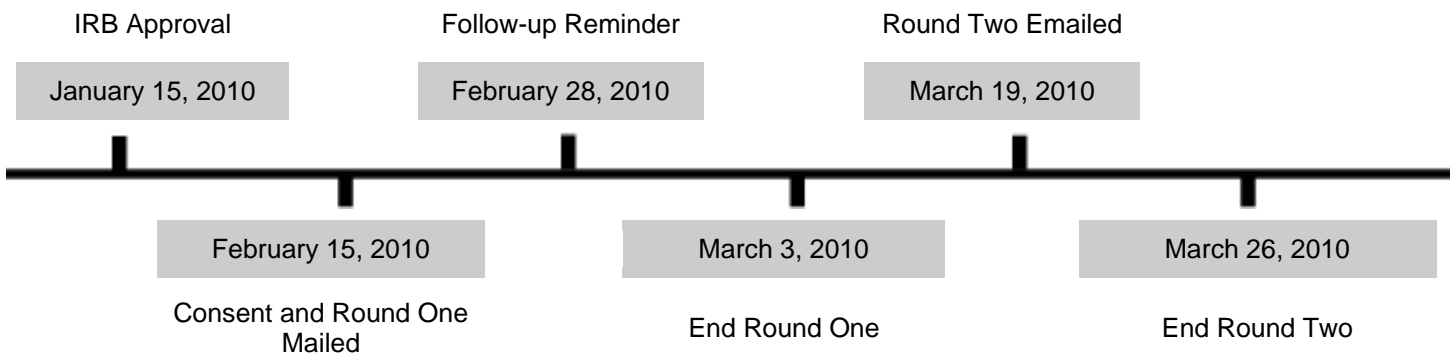 IRB Approval
January 15, 2010
Follow-up Reminder
February 28, 2010
Round Two Emailed
March 19, 2010
February 15, 2010
Consent and Round One
Mailed
March 3, 2010
End Round One
March 26, 2010
End Round Two